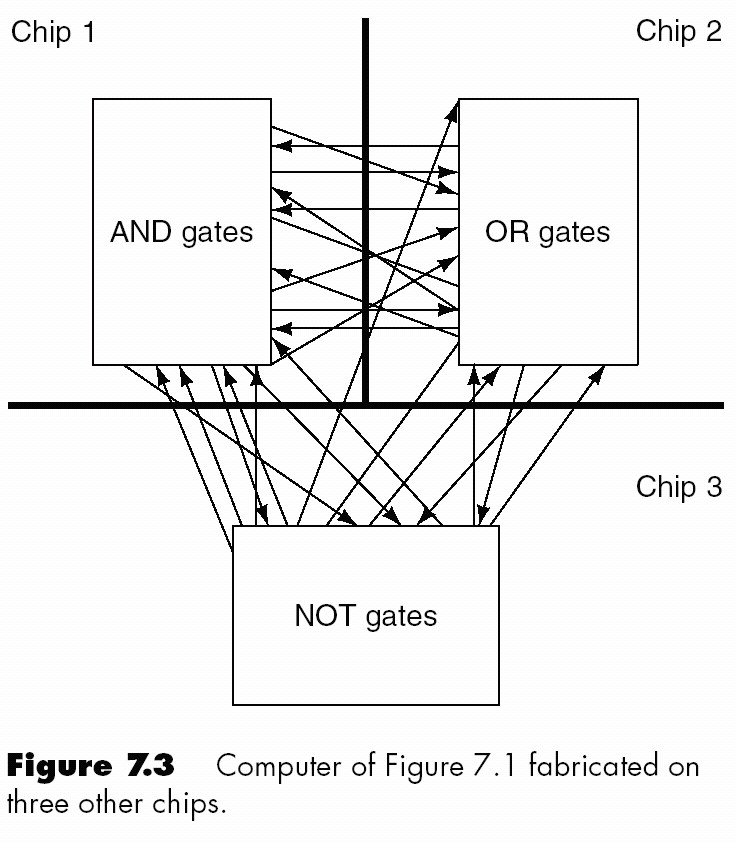 Chip 1
Chip 2
AND gates
OR gates
Chip 3
NOT gates
Figure 7.3 Computer of Figure 7.1 fabricated on
three other chips.